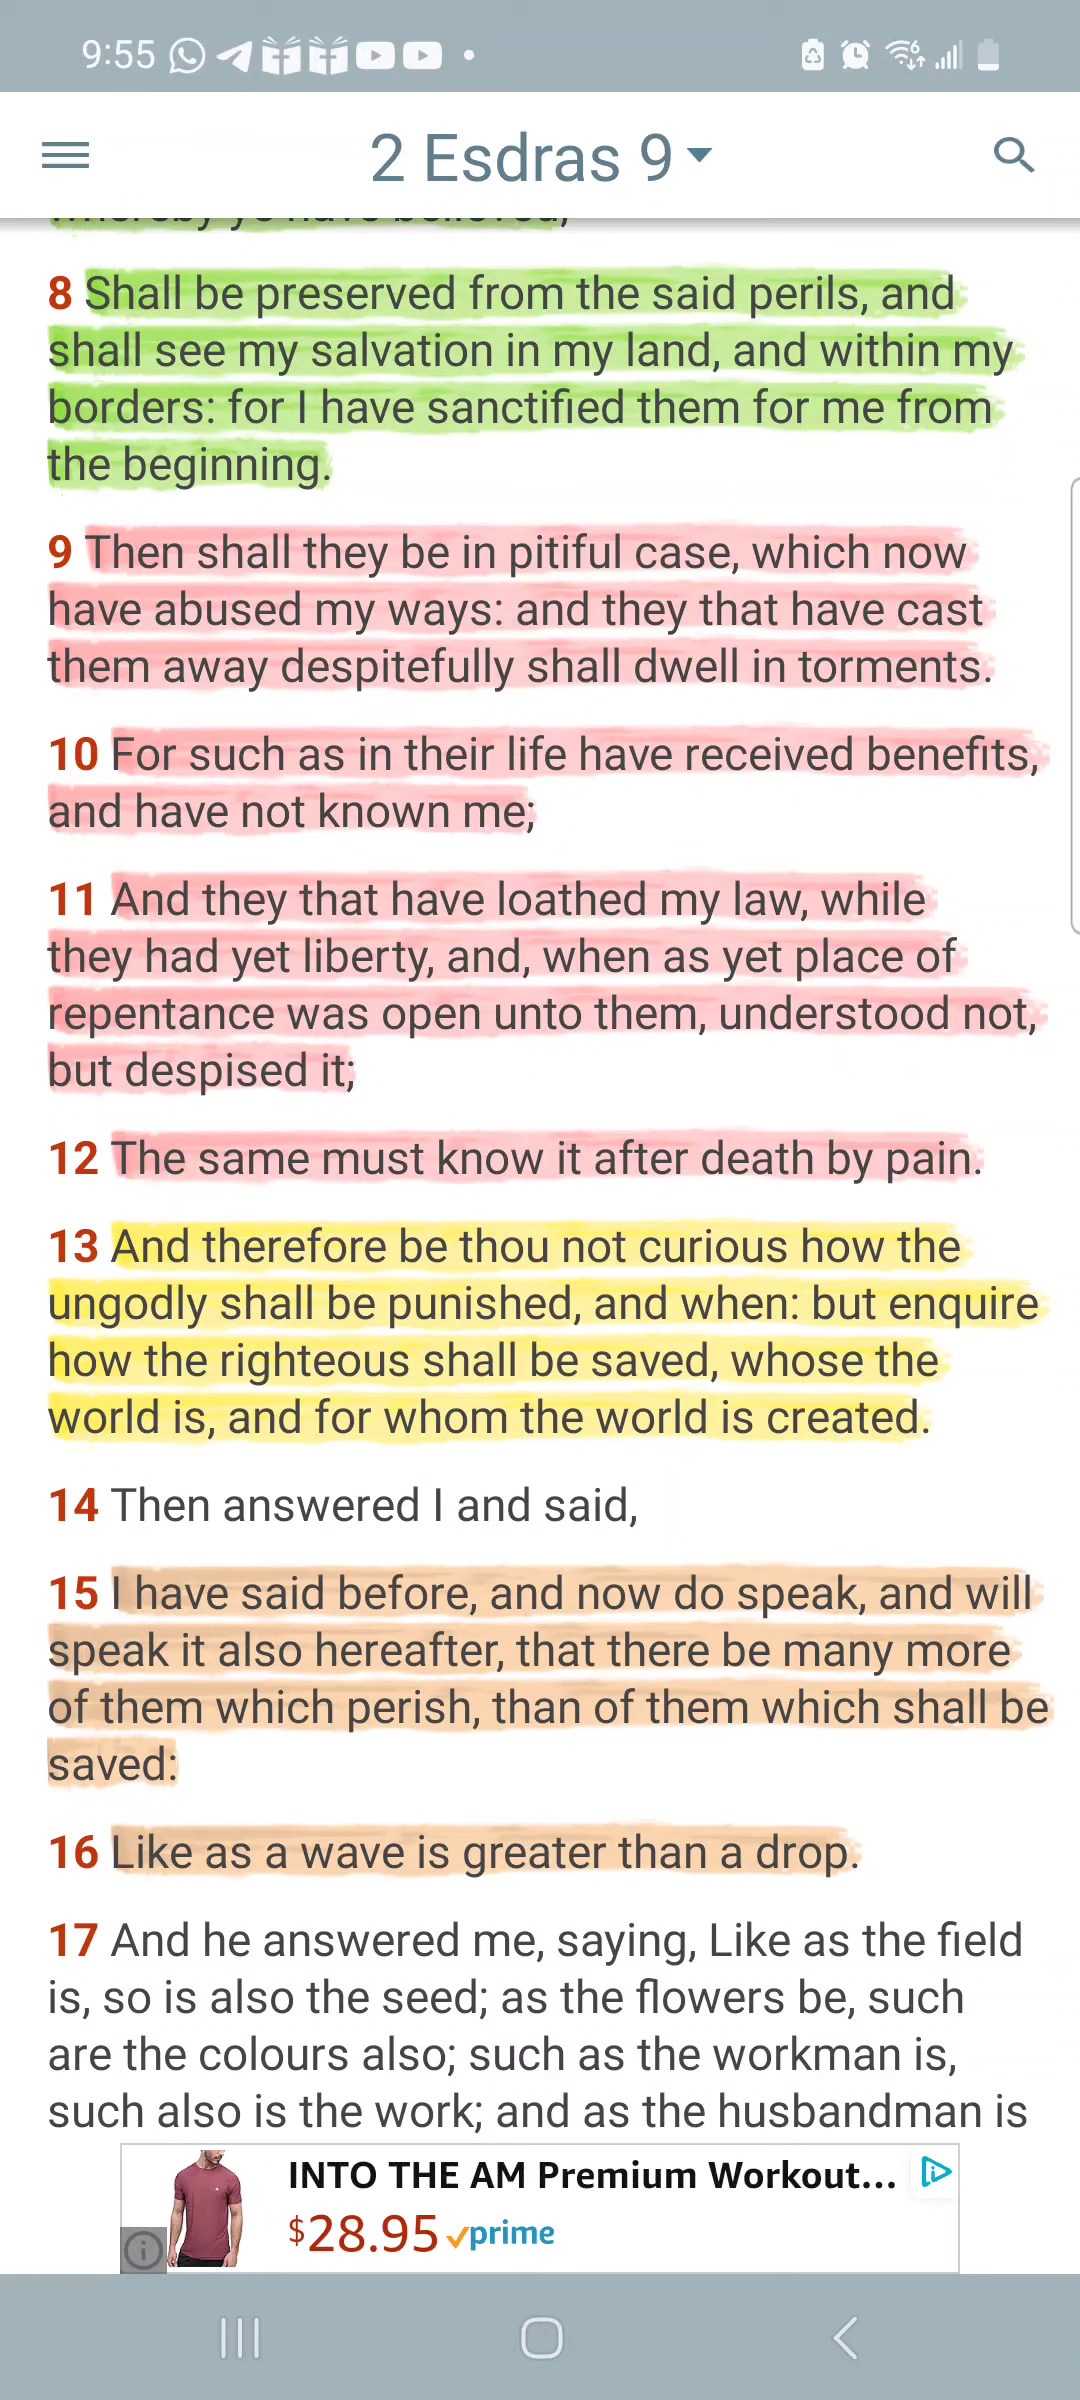 9:55
2 Esdras 9
whereby ye have believed,
8 Shall be preserved from the said perils, and
shall see my salvation in my land, and within my
borders: for I have sanctified them for me from
the beginning.
9 Then shall they be in pitiful case, which now
have abused my ways: and they that have cast
them away despitefully shall dwell in torments.
10 For such as in their life have received benefits,
and have not known me;
11 And they that have loathed my law, while
they had yet liberty, and, when as yet place of
repentance was open unto them, understood not,
but despised it;
12 The same must know it after death by pain.
13 And therefore be thou not curious how the
ungodly shall be punished, and when: but enquire
how the righteous shall be saved, whose the
world is, and for whom the world is created.
14 Then answered I and said,
15 I have said before, and now do speak, and will
speak it also hereafter, that there be many more
of them which perish, than of them which shall be
saved:
16 Like as a wave is greater than a drop.
17 And he answered me, saying, Like as the field
is, so is also the seed; as the flowers be, such
are the colours also; such as the workman is,
such also is the work; and as the husbandman is
INTO THE AM Premium Workout...
$28.95 prime